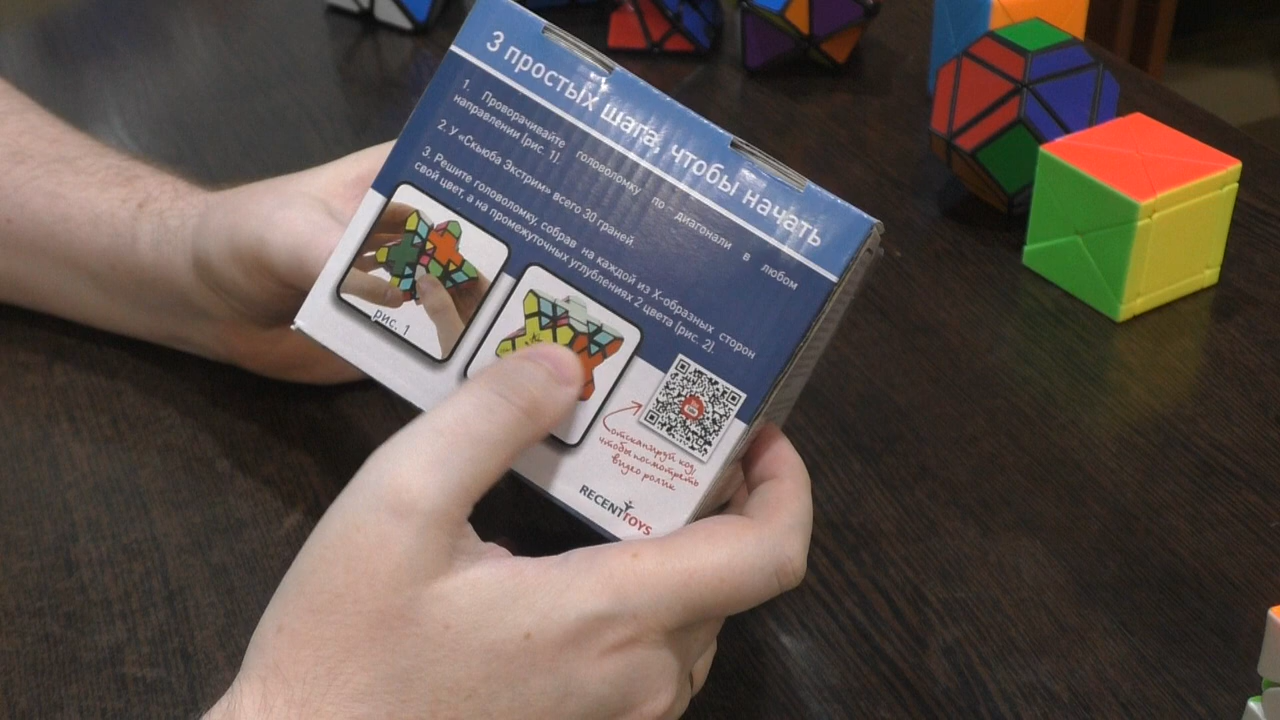 3 простых шага, чтобы начать
1. Проворачивайте головоломку по диагонали в любом
направлении (рис. 1).
2. У «Скьюба Экстрим» всего 30 граней.
3. Решите головоломку, собрав на каждой из X-образных сторон
свой цвет, а на промежуточных углублениях 2 цвета (рис. 2).
рис. 1
отсканируй код,
чтобы посмотреть
видео ролик
RECENTTOYS